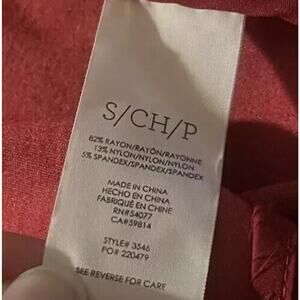 S/CH/P
82% RAYON/RAYÓN/RAYONNE
13% NYLON/NYLON/NYLON
5% SPANDEX/SPANDEX/SPANDEX
MADE IN CHINA
HECHO EN CHINA
FABRIQUÉ EN CHINE
RN#54077
CA#59814
STYLE# 3546
PO# 220479
SEE REVERSE FOR CARE